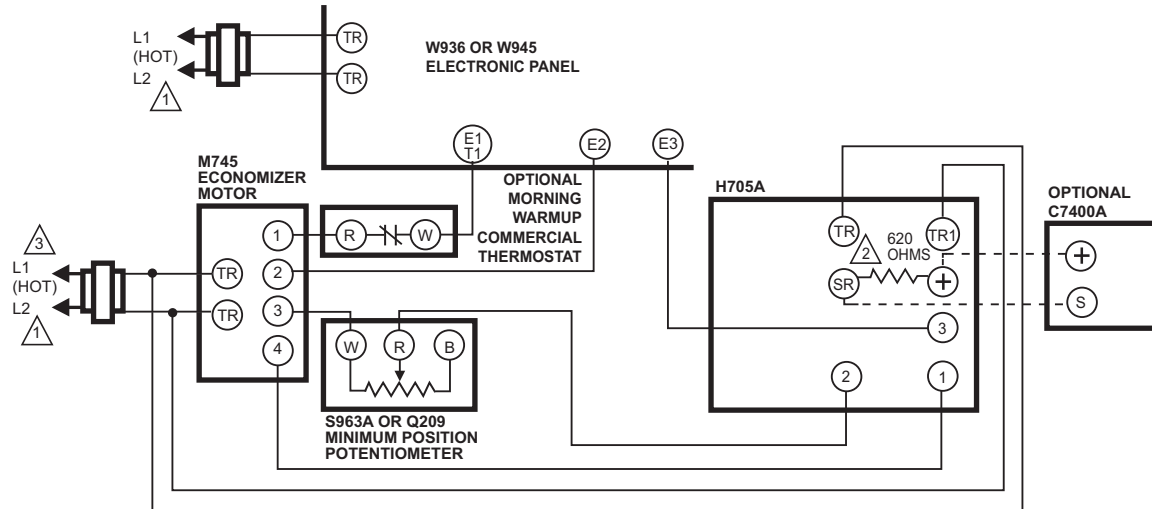 L1
(HOT)
L2
1
TR
TR
W936 OR W945
ELECTRONIC PANEL
E1
T1
E2
E3
M745
ECONOMIZER
MOTOR
OPTIONAL
MORNING
WARMUP
COMMERCIAL
THERMOSTAT
R
W
3
L1
(HOT)
L2
1
TR
TR
1
2
3
4
W
R
B
S963A OR Q209
MINIMUM POSITION
POTENTIOMETER
H705A
TR
TR1
2
620
OHMS
SR
+
3
2
1
OPTIONAL
C7400A
+
S